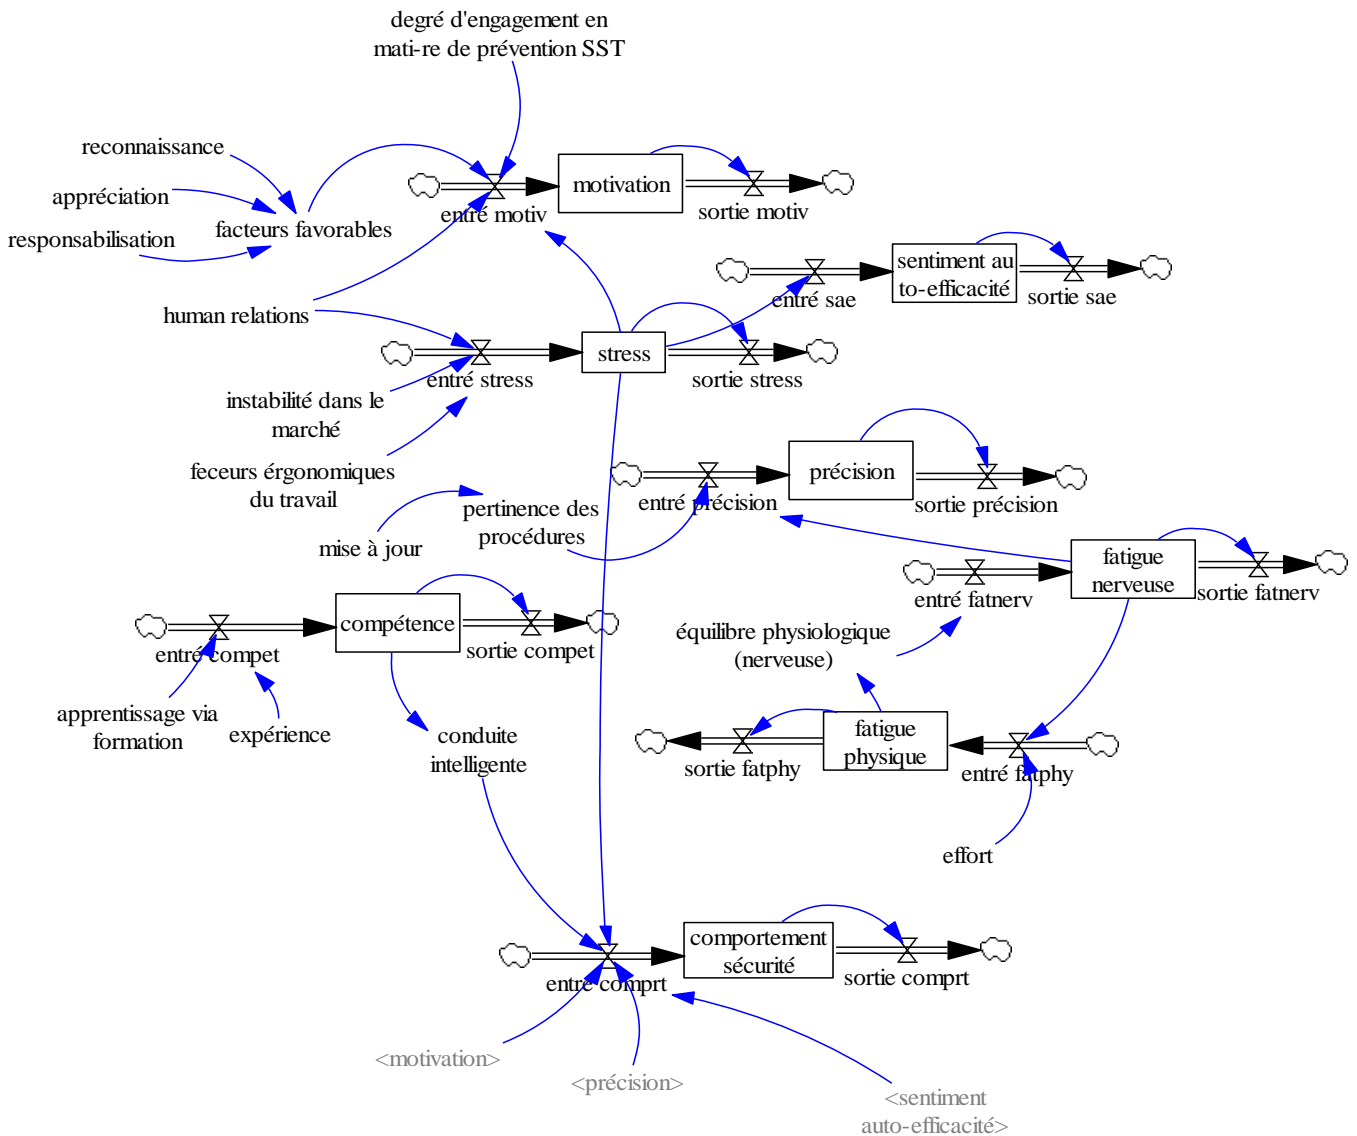 degré d'engagement en
mati-re de prévention SST
reconnaissance
appréciation
responsabilisation
facteurs favorables
entré motiv
motivation
sortie motiv
sentiment au
to-efficacité
entré sae
sortie sae
human relations
stress
entré stress
sortie stress
instabilité dans le
marché
feceurs érgonomiques
du travail
précision
entré précision
sortie précision
pertinence des
procédures
mise à jour
fatigue
nerveuse
entré fatnerv
sortie fatnerv
compétence
entré compet
sortie compet
équilibre physiologique
(nerveuse)
apprentissage via
formation
expérience
conduite
intelligente
fatigue
physique
sortie fatphy
entré fatphy
effort
comportement
sécurité
entré comprt
sortie comprt
<motivation>
<précision>
<sentiment
auto-efficacité>